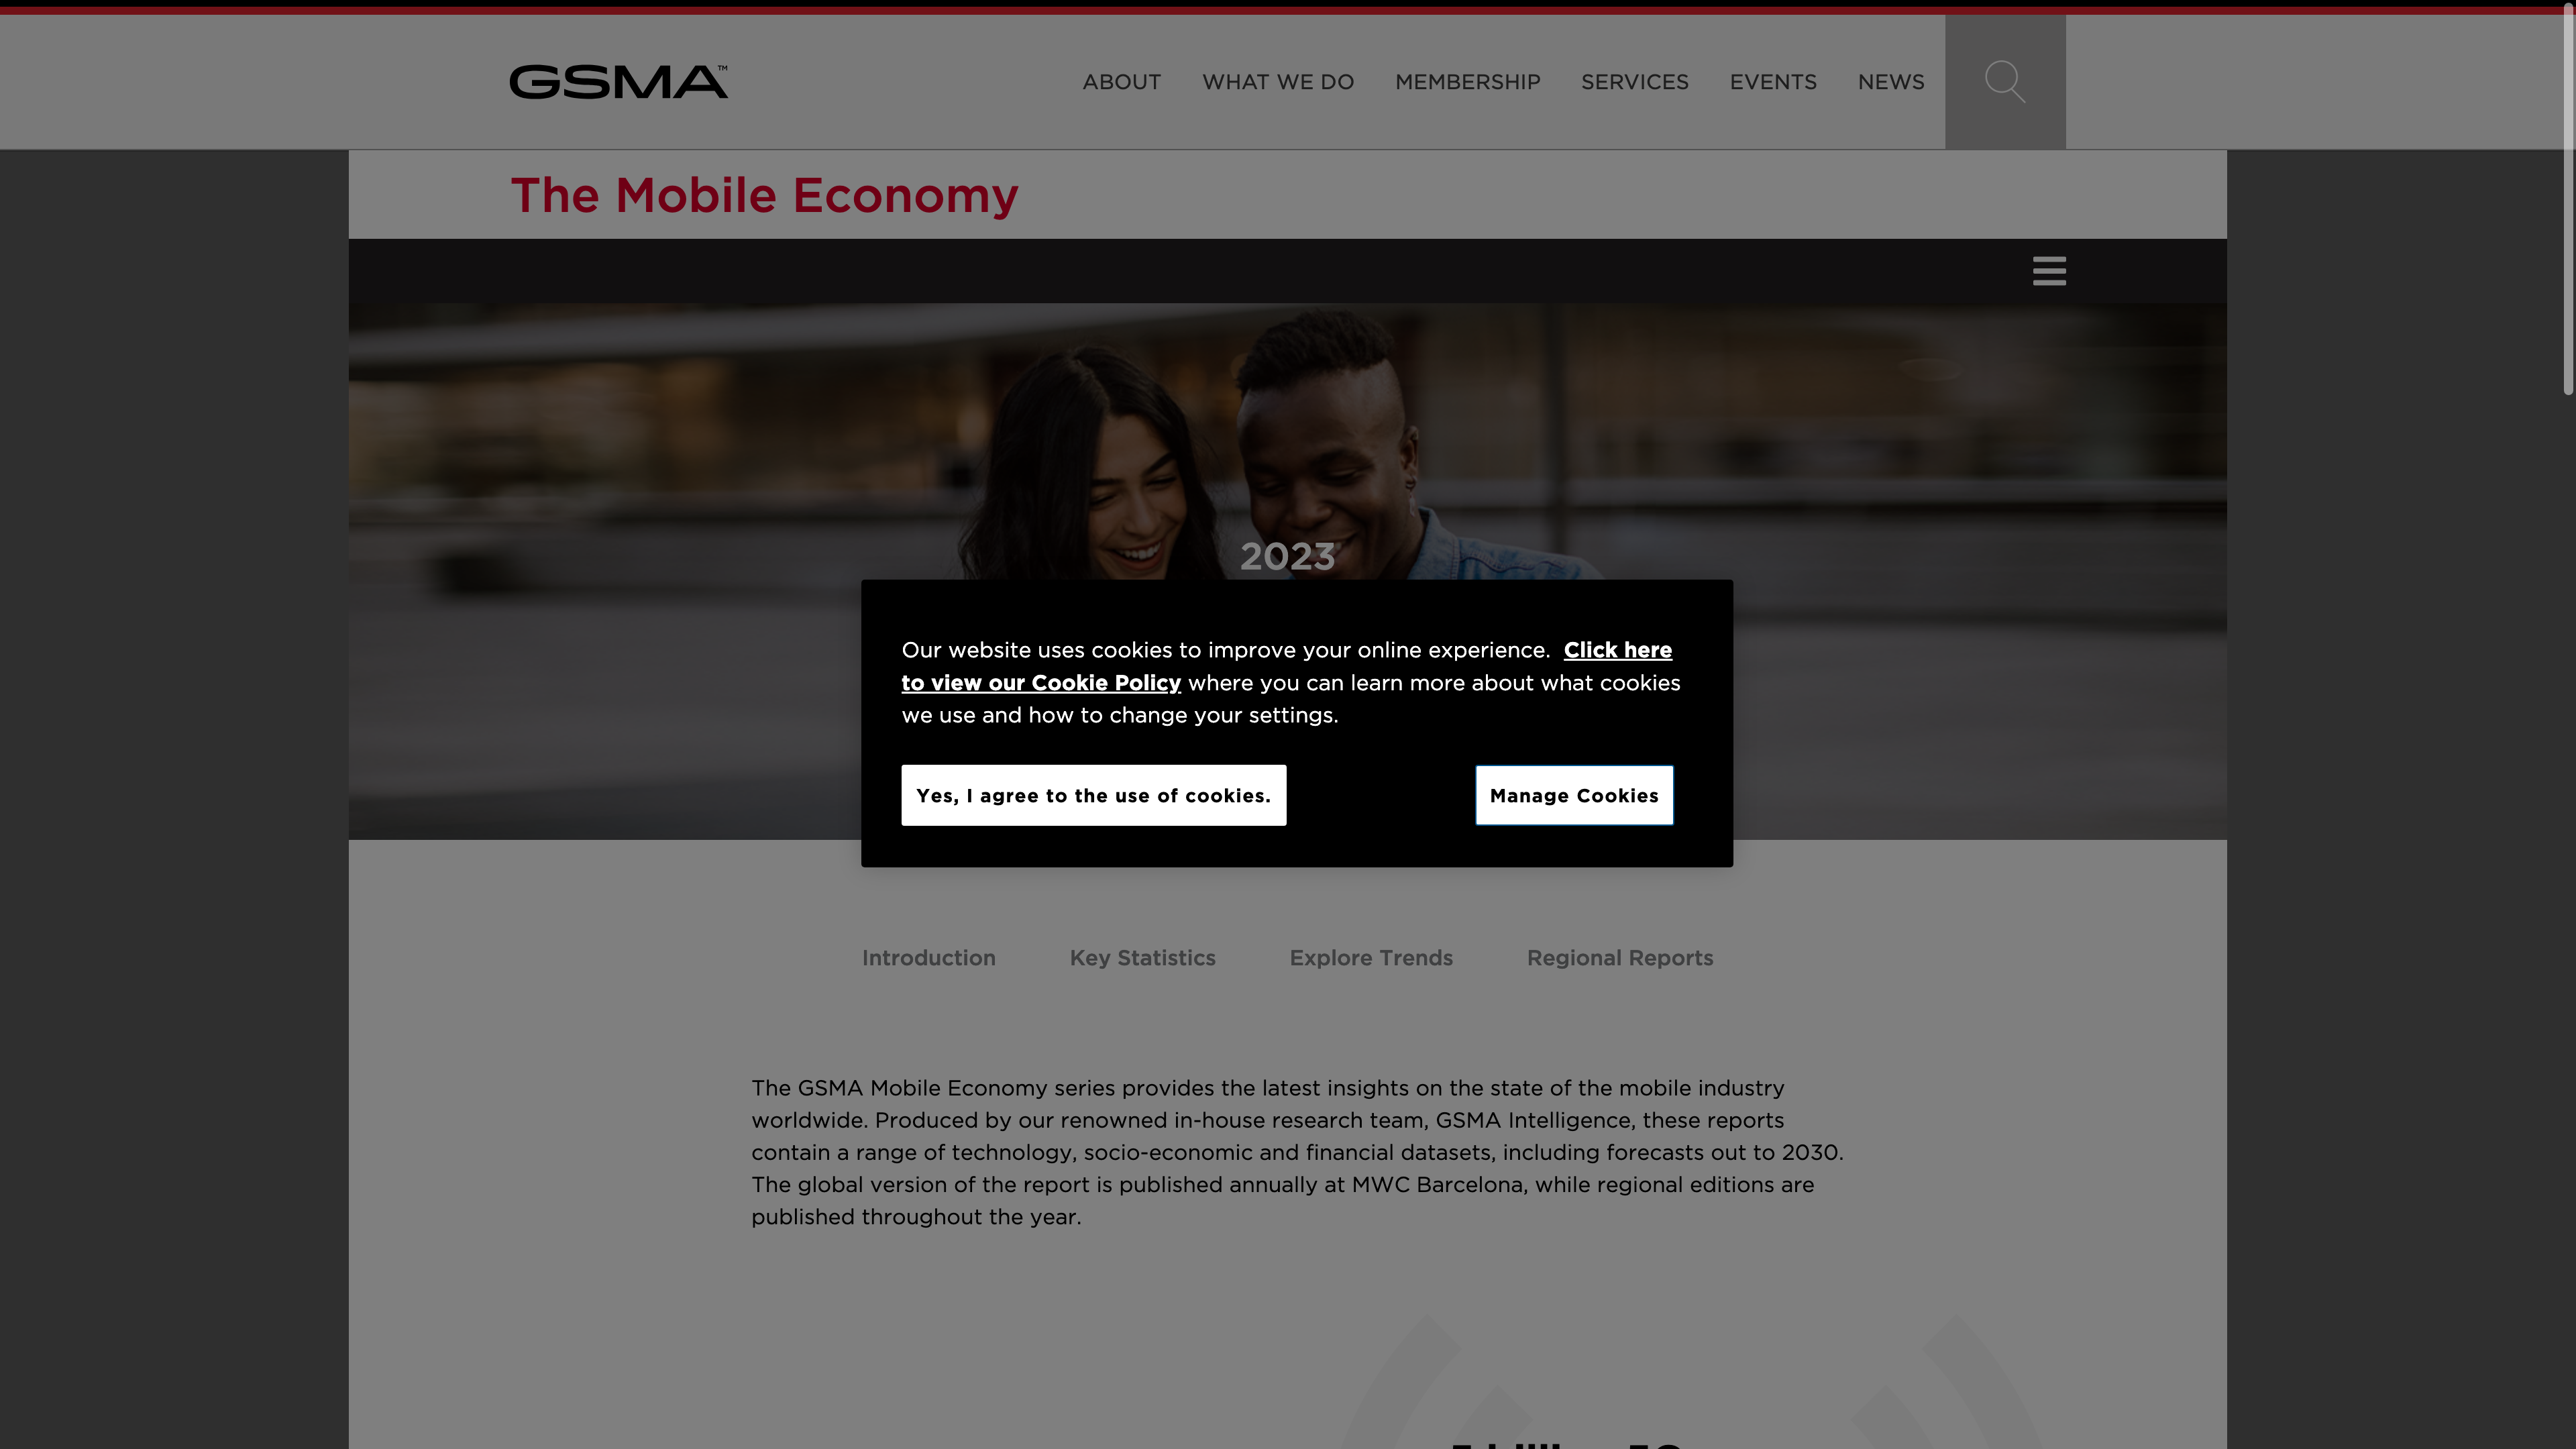 GSMA™
ABOUT WHAT WE DO MEMBERSHIP SERVICES EVENTS NEWS
The Mobile Economy
2023
Our website uses cookies to improve your online experience. Click here
to view our Cookie Policy where you can learn more about what cookies
we use and how to change your settings.
Yes, I agree to the use of cookies.
Manage Cookies
Introduction Key Statistics Explore Trends Regional Reports
The GSMA Mobile Economy series provides the latest insights on the state of the mobile industry
worldwide. Produced by our renowned in-house research team, GSMA Intelligence, these reports
contain a range of technology, socio-economic and financial datasets, including forecasts out to 2030.
The global version of the report is published annually at MWC Barcelona, while regional editions are
published throughout the year.